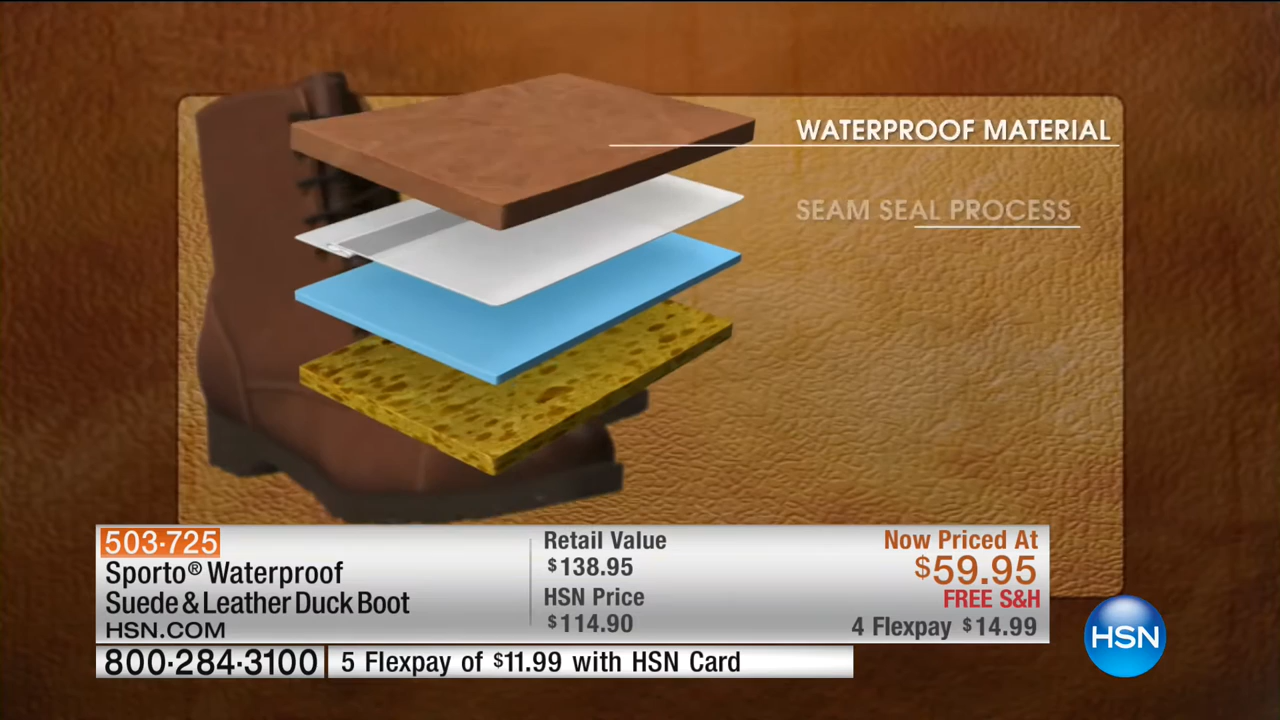 WATERPROOF MATERIAL
SEAM SEAL PROCESS
503-725
Sporto® Waterproof
Suede & Leather Duck Boot
HSN.COM
Retail Value
$138.95
HSN Price
$114.90
Now Priced At
$59.95
FREE S&H
4 Flexpay $14.99
800·284·3100
5 Flexpay of $11.99 with HSN Card
HSN